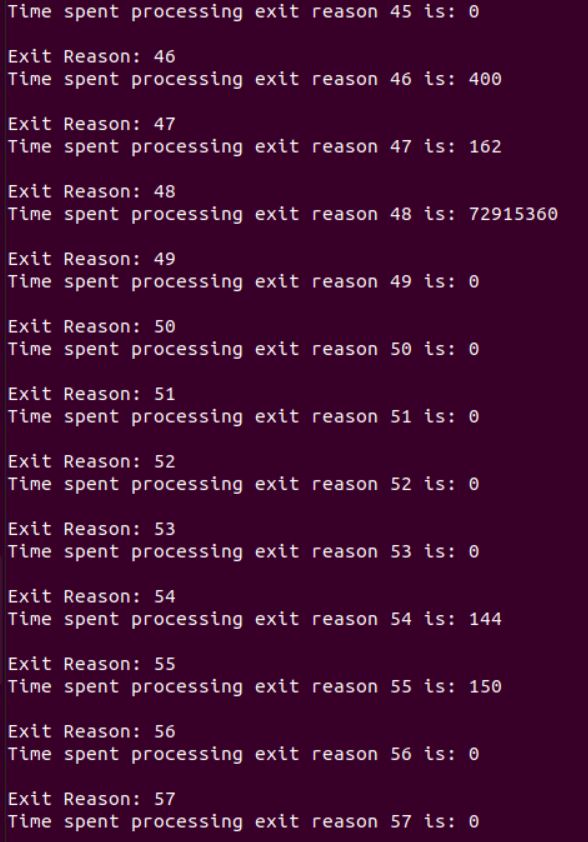 Time spent processing exit reason 45 is: 0
Exit Reason: 46
Time spent processing exit reason 46 is: 400
Exit Reason: 47
Time spent processing exit reason 47 is: 162
Exit Reason: 48
Time spent processing exit reason 48 is: 72915360
Exit Reason: 49
Time spent processing exit reason 49 is: 0
Exit Reason: 50
Time spent processing exit reason 50 is: 0
Exit Reason: 51
Time spent processing exit reason 51 is: 0
Exit Reason: 52
Time spent processing exit reason 52 is: 0
Exit Reason: 53
Time spent processing exit reason 53 is: 0
Exit Reason: 54
Time spent processing exit reason 54 is: 144
Exit Reason: 55
Time spent processing exit reason 55 is: 150
Exit Reason: 56
Time spent processing exit reason 56 is: 0
Exit Reason: 57
Time spent processing exit reason 57 is: 0